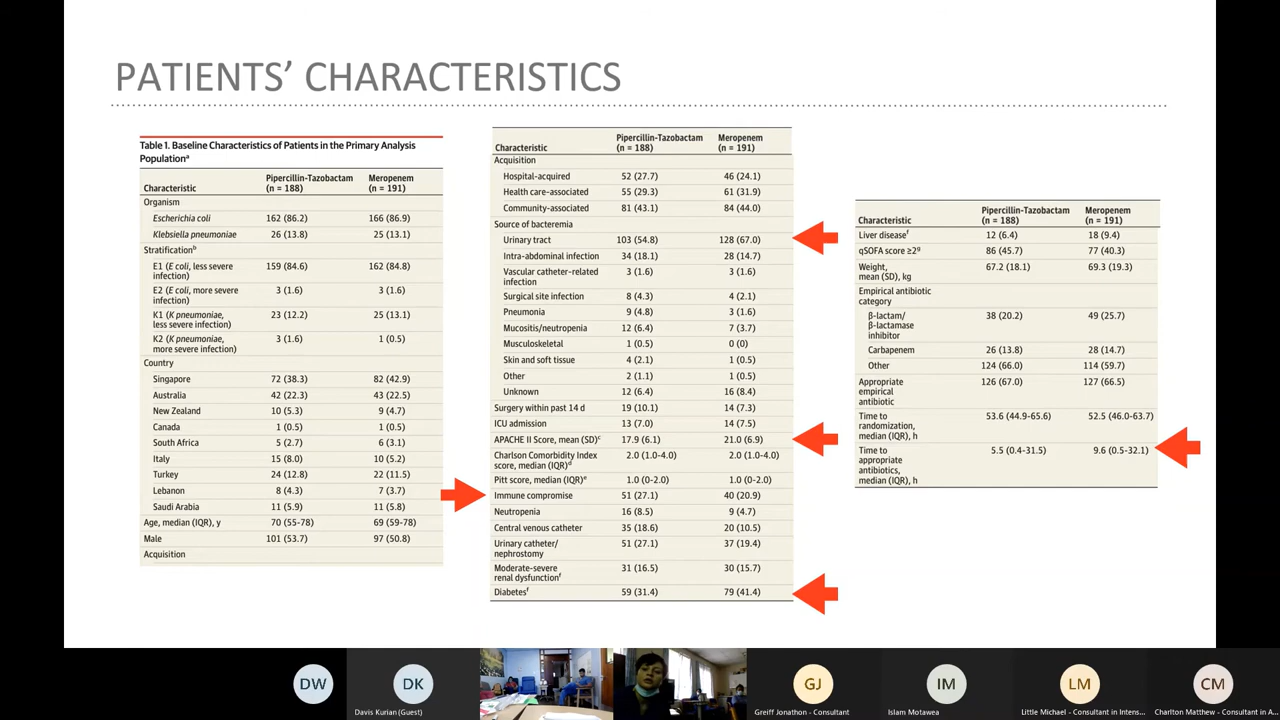 PATIENTS’ CHARACTERISTICS
Table 1. Baseline Characteristics of Patients in the Primary Analysis
Populationᵃ
Characteristic Pipercillin-Tazobactam (n = 188) Meropenem (n = 191)
Organism
Escherichia coli 162 (86.2) 166 (86.9)
Klebsiella pneumoniae 26 (13.8) 25 (13.1)
Stratificationᵇ
E1 (E coli, less severe 159 (84.6) 162 (84.8)
infection)
E2 (E coli, more severe 3 (1.6) 3 (1.6)
infection)
K1 (K pneumoniae, 23 (12.2) 25 (13.1)
less severe infection)
K2 (K pneumoniae, 3 (1.6) 1 (0.5)
more severe infection)
Country
Singapore 72 (38.3) 82 (42.9)
Australia 42 (22.3) 43 (22.5)
New Zealand 10 (5.3) 9 (4.7)
Canada 1 (0.5) 1 (0.5)
South Africa 5 (2.7) 6 (3.1)
Italy 15 (8.0) 10 (5.2)
Turkey 24 (12.8) 22 (11.5)
Lebanon 8 (4.3) 7 (3.7)
Saudi Arabia 11 (5.9) 11 (5.8)
Age, median (IQR), y 70 (55-78) 69 (59-78)
Male 101 (53.7) 97 (50.8)
Acquisition
Characteristic Pipercillin-Tazobactam (n = 188) Meropenem (n = 191)
Acquisition
Hospital-acquired 52 (27.7) 46 (24.1)
Health care-associated 55 (29.3) 61 (31.9)
Community-associated 81 (43.1) 84 (44.0)
Source of bacteremia
Urinary tract 103 (54.8) 128 (67.0)
Intra-abdominal infection 34 (18.1) 28 (14.7)
Vascular catheter-related 3 (1.6) 3 (1.6)
infection
Surgical site infection 8 (4.3) 4 (2.1)
Pneumonia 9 (4.8) 3 (1.6)
Mucositis/neutropenia 12 (6.4) 7 (3.7)
Musculoskeletal 1 (0.5) 0 (0)
Skin and soft tissue 4 (2.1) 1 (0.5)
Other 2 (1.1) 1 (0.5)
Unknown 12 (6.4) 16 (8.4)
Surgery within past 14 d 19 (10.1) 14 (7.3)
ICU admission 13 (7.0) 14 (7.5)
APACHE II Score, mean (SD)ᶜ 17.9 (6.1) 21.0 (6.9)
Charlson Comorbidity Index 2.0 (1.0-4.0) 2.0 (1.0-4.0)
score, median (IQR)ᵈ
Pitt score, median (IQR)ᵉ 1.0 (0-2.0) 1.0 (0-2.0)
Immune compromise 51 (27.1) 40 (20.9)
Neutropenia 16 (8.5) 9 (4.7)
Central venous catheter 35 (18.6) 20 (10.5)
Urinary catheter/ 51 (27.1) 37 (19.4)
nephrostomy
Moderate-severe 31 (16.5) 30 (15.7)
renal dysfunctionᶠ
Diabetesᶠ 59 (31.4) 79 (41.4)
Characteristic Pipercillin-Tazobactam (n = 188) Meropenem (n = 191)
Liver diseaseᶠ 12 (6.4) 18 (9.4)
qSOFA score ≥2ᵍ 86 (45.7) 77 (40.3)
Weight, 67.2 (18.1) 69.3 (19.3)
mean (SD), kg
Empirical antibiotic
category
β-lactam/ 38 (20.2) 49 (25.7)
β-lactamase
inhibitor
Carbapenem 26 (13.8) 28 (14.7)
Other 124 (66.0) 114 (59.7)
Appropriate 126 (67.0) 127 (66.5)
empirical
antibiotic
Time to 53.6 (44.9-65.6) 52.5 (46.0-63.7)
randomization,
median (IQR), h
Time to 5.5 (0.4-31.5) 9.6 (0.5-32.1)
appropriate
antibiotics,
median (IQR), h
DW DK GJ IM LM CM
Davis Kurian (Guest) Greiff Jonathon - Consultant Islam Motawea Little Michael - Consultant in Intens... Charlton Matthew - Consultant in A...